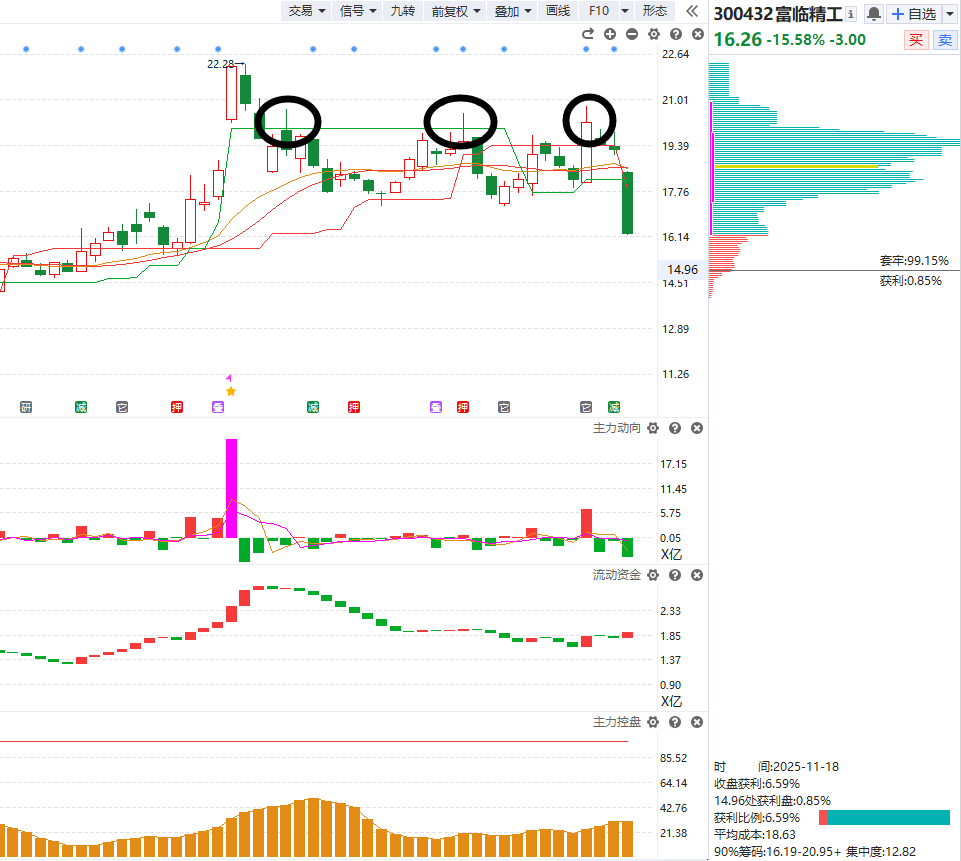 交易 信号 九转 前复权 叠加 画线 F10 形态
300432 富临精工 自选
16.26 -15.58% -3.00 买 卖
22.64
22.28
21.01
19.39
17.76
16.14
14.96
14.51
12.89
11.26
套牢:99.15%
获利:0.85%
研 减 它 押 叠 减 押 叠 押 它 它 减
主力动向
17.15
11.45
5.75
0.05
X亿
流动资金
2.33
1.85
1.37
0.90
X亿
主力控盘
85.52
64.14
42.76
21.38
时 间:2025-11-18
收盘获利:6.59%
14.96处获利盘:0.85%
获利比例:6.59%
平均成本:18.63
90%筹码:16.19-20.95+ 集中度:12.82